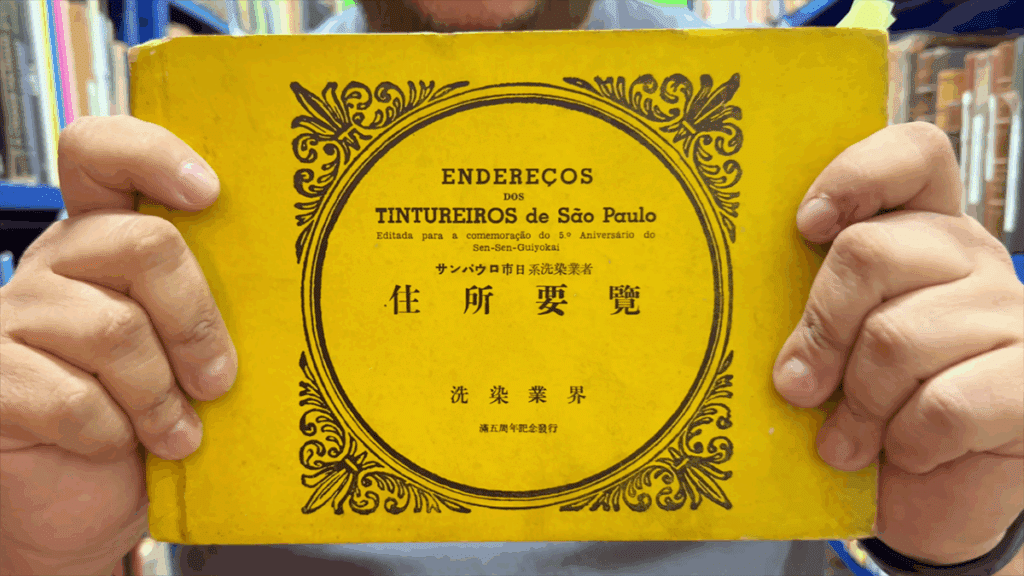 ENDEREÇOS
DOS
TINTUREIROS de São Paulo
Editada para a comemoração do 5.º Aniversário do
Sen-Sen-Guiyokai
サンパウロ市日系洗染業者
住所要覽
洗染業界
滿五周年記念發行